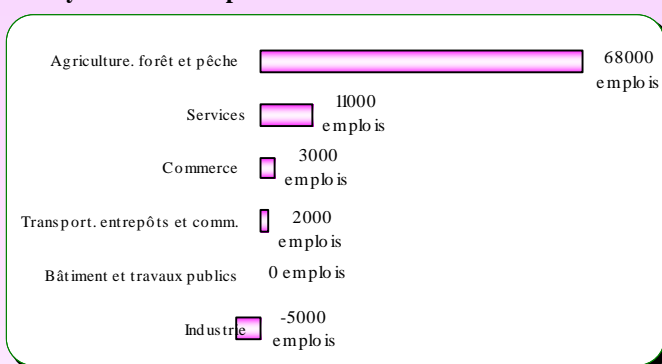 Agriculture. forêt et pêche
68000
emplois
Services
11000
emplois
Commerce
3000
emplois
Transport. entrepôts et comm.
2000
emplois
Bâtiment et travaux publics
0 emplois
Industrie
-5000
emplois